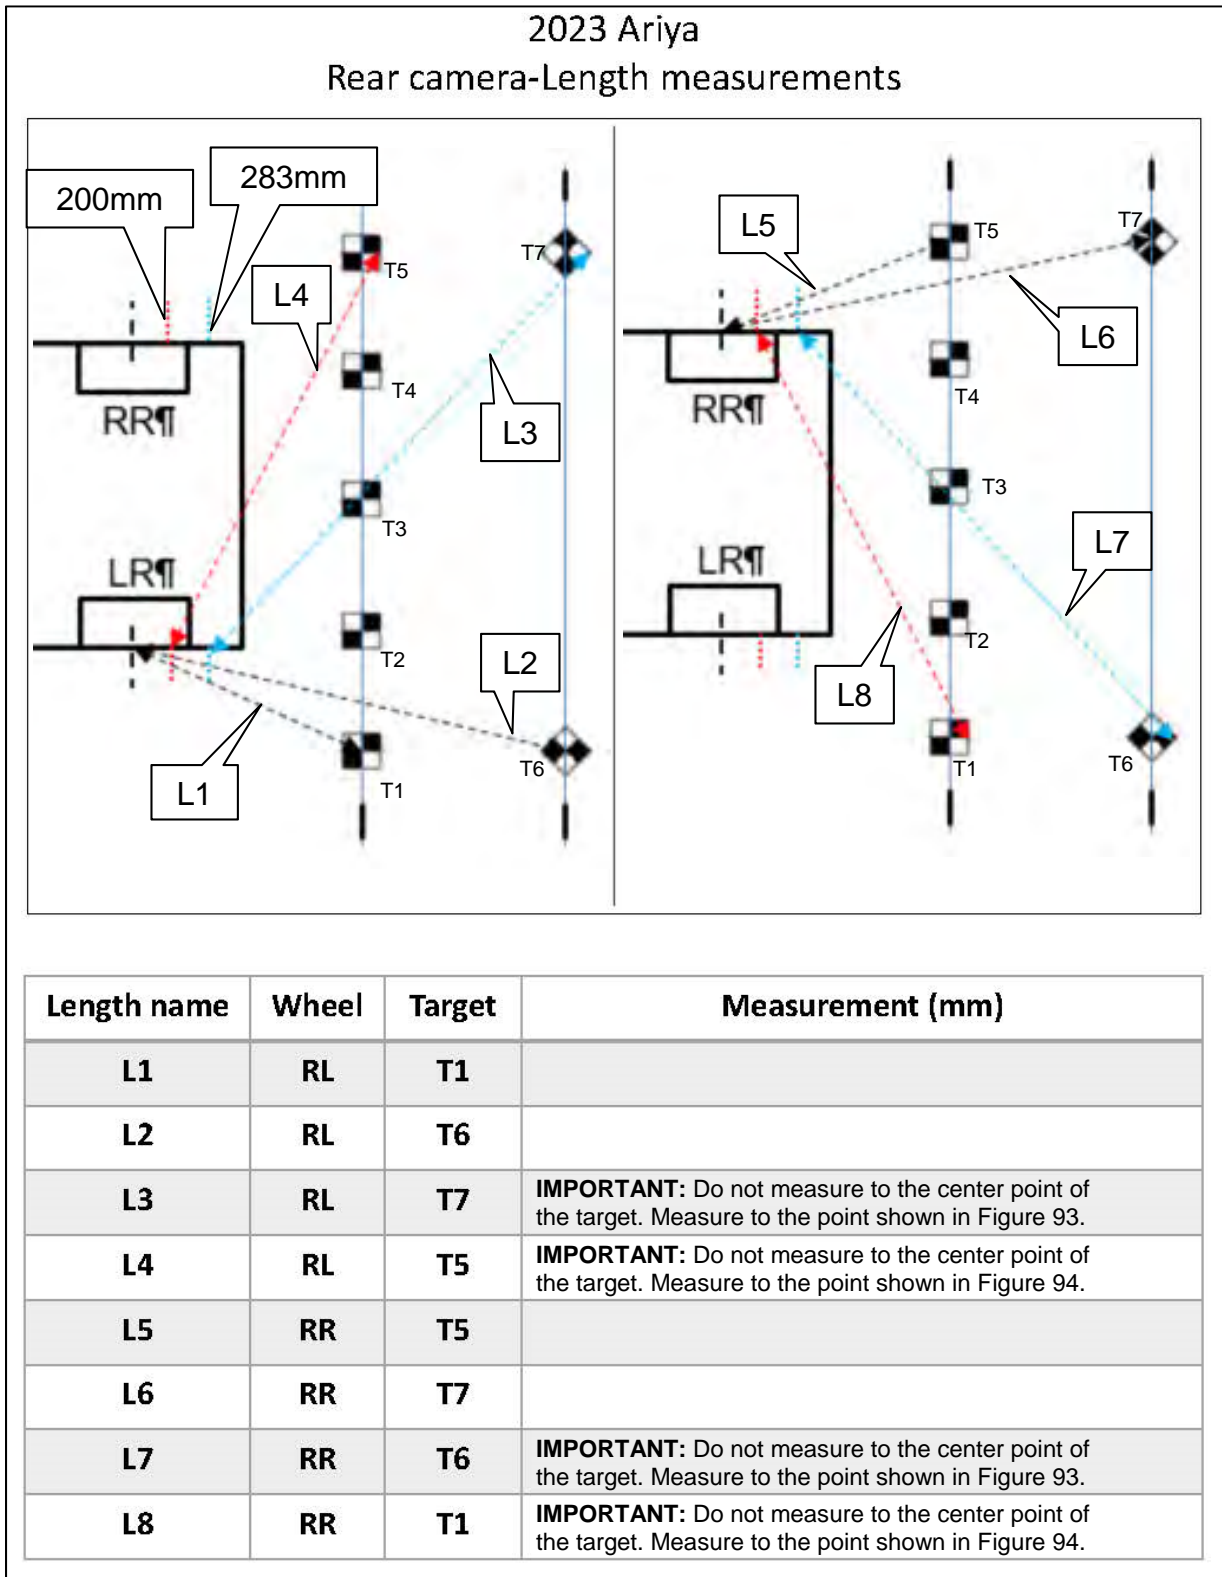 2023 Ariya
Rear camera-Length measurements
200mm
283mm
L4
T5
T7
T4
L3
RR¶
T3
LR¶
T2
L2
L1
T1
T6
L5
T5
T7
L6
RR¶
T4
T3
L7
LR¶
T2
L8
T1
T6
Length name Wheel Target Measurement (mm)
L1 RL T1
L2 RL T6
L3 RL T7 IMPORTANT: Do not measure to the center point of
the target. Measure to the point shown in Figure 93.
L4 RL T5 IMPORTANT: Do not measure to the center point of
the target. Measure to the point shown in Figure 94.
L5 RR T5
L6 RR T7
L7 RR T6 IMPORTANT: Do not measure to the center point of
the target. Measure to the point shown in Figure 93.
L8 RR T1 IMPORTANT: Do not measure to the center point of
the target. Measure to the point shown in Figure 94.